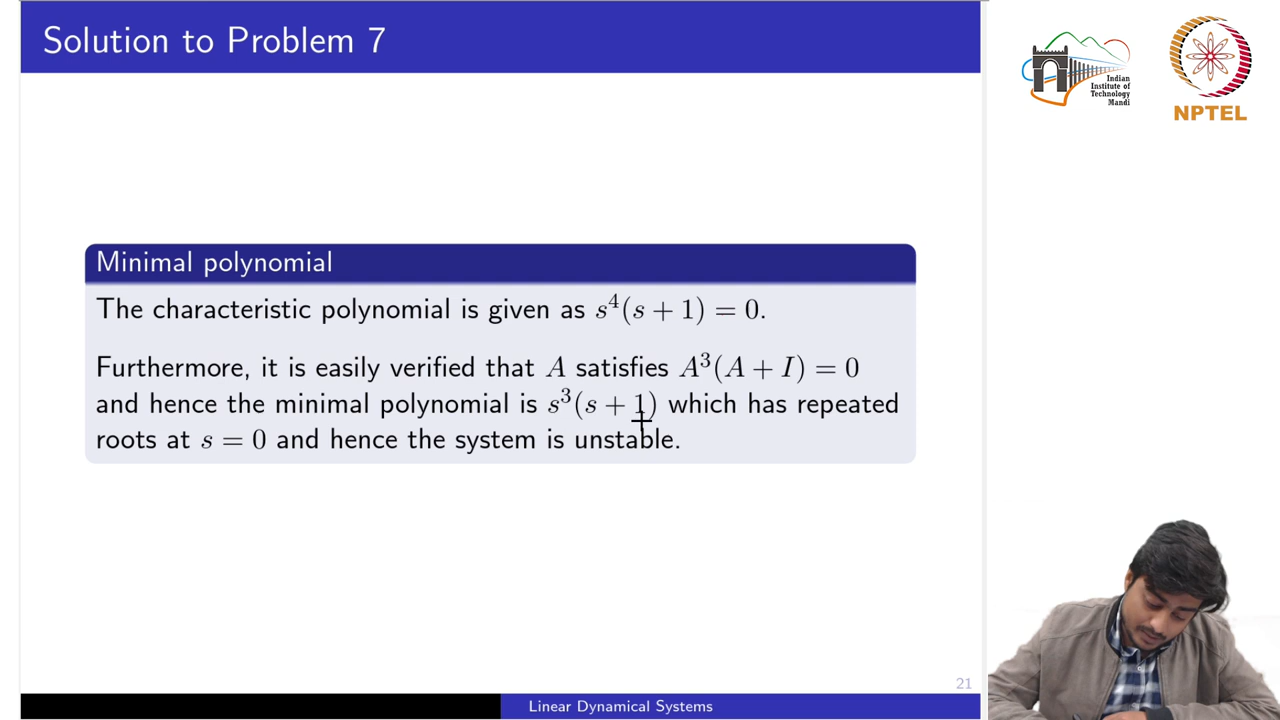 Solution to Problem 7
Indian
Institute of
Technology
Mandi
NPTEL
Minimal polynomial
The characteristic polynomial is given as s⁴(s + 1) = 0.
Furthermore, it is easily verified that A satisfies A³(A + I) = 0
and hence the minimal polynomial is s³(s + 1) which has repeated
roots at s = 0 and hence the system is unstable.
21
Linear Dynamical Systems